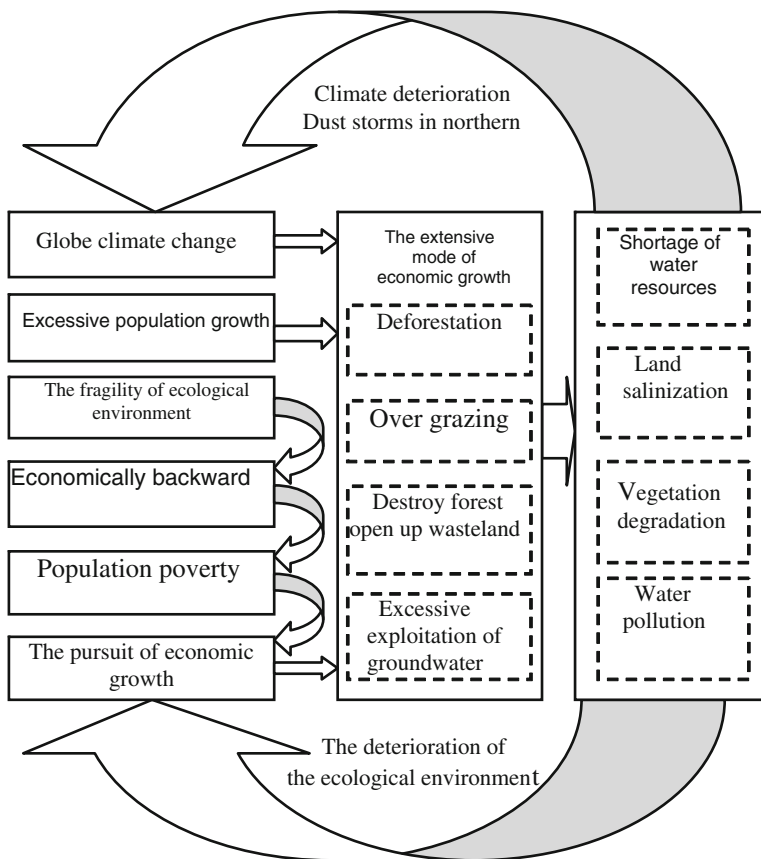 Climate deterioration
Dust storms in northern
Globe climate change
Excessive population growth
The fragility of ecological
environment
Economically backward
Population poverty
The pursuit of economic
growth
The extensive
mode of
economic growth
Deforestation
Over grazing
Destroy forest
open up wasteland
Excessive
exploitation of
groundwater
Shortage of
water
resources
Land
salinization
Vegetation
degradation
Water
pollution
The deterioration of
the ecological environment